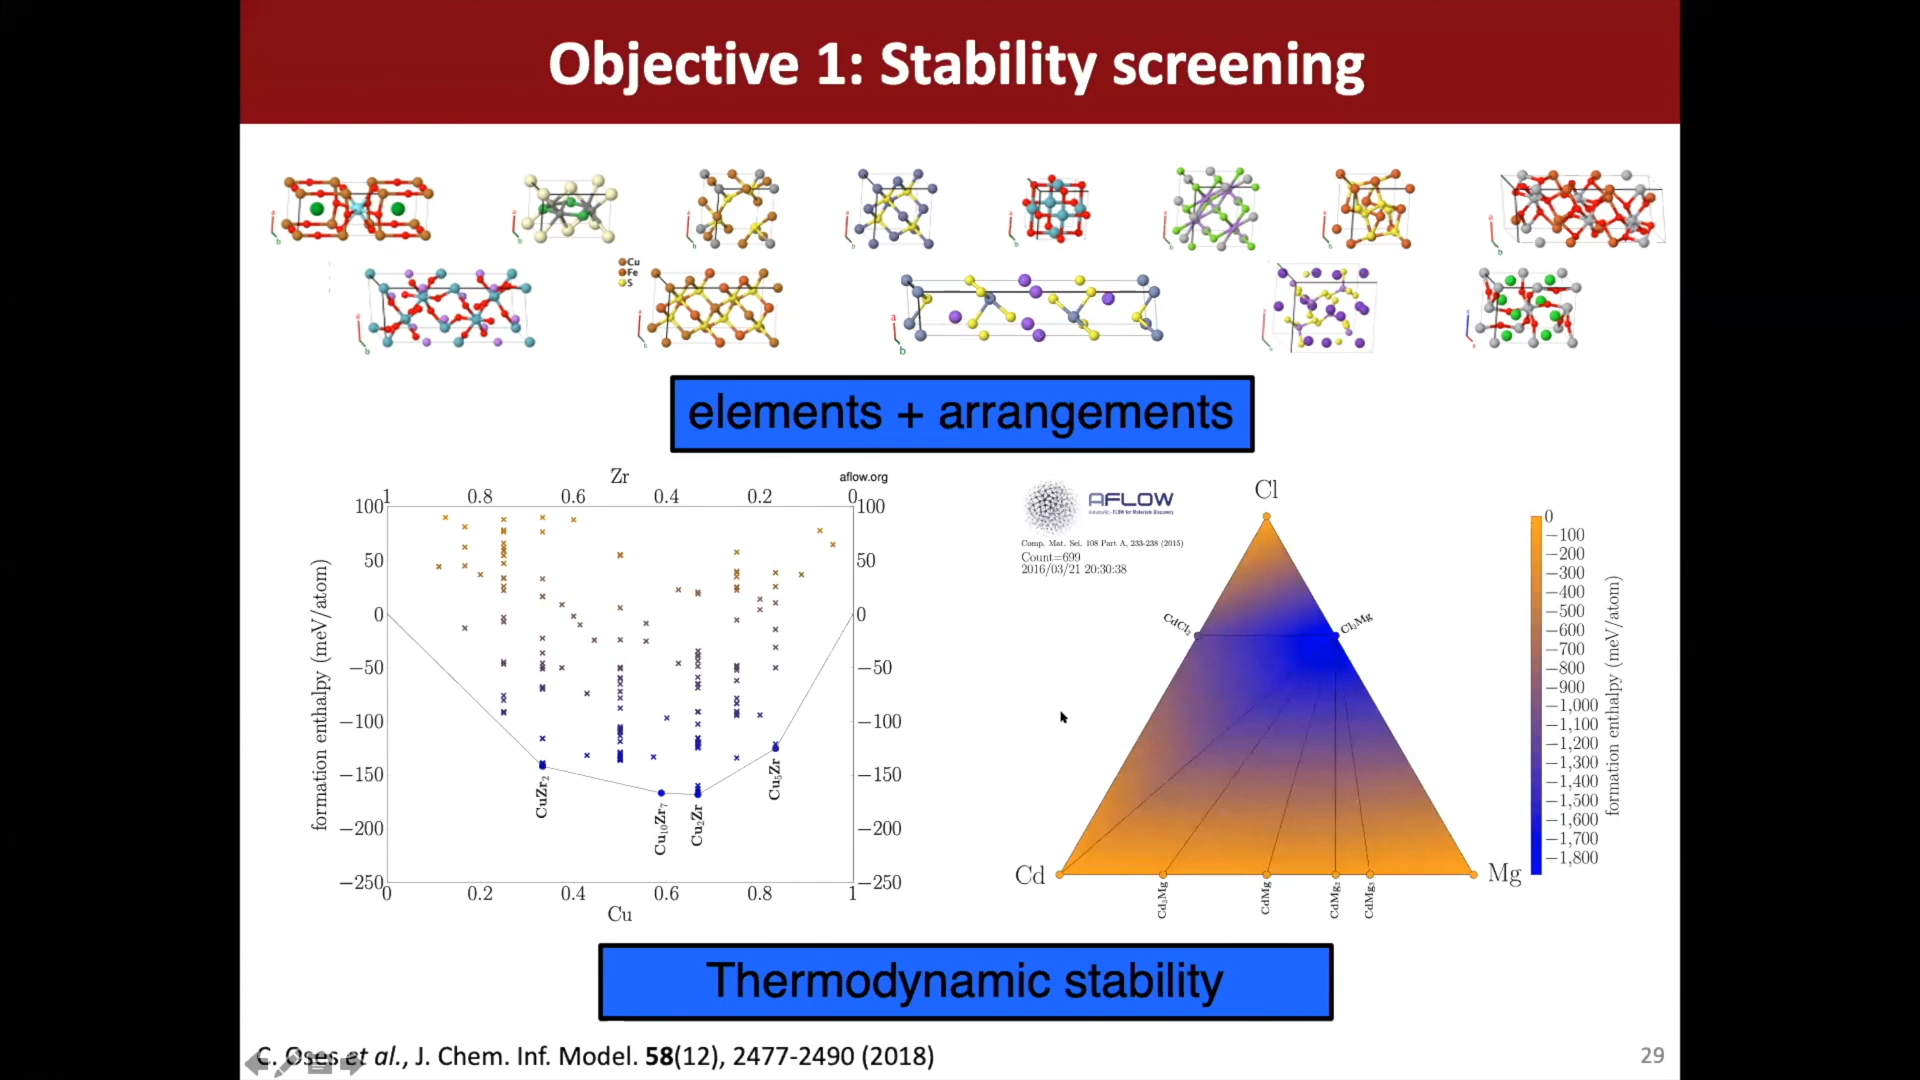 Objective 1: Stability screening
Cu
Fe
S
elements + arrangements
Zr
aflow.org
1 0.8 0.6 0.4 0.2 0
100 100
50 50
0 0
−50 −50
−100 −100
−150 −150
−200 −200
−250 −250
0 0.2 0.4 0.6 0.8 1
Cu
formation enthalpy (meV/atom)
CuZr₂
Cu₁₀Zr₇
Cu₂Zr
Cu₅Zr
AFLOW
Automatic - FLOW for Materials Discovery
Comp. Mat. Sci. 108 Part A, 233-238 (2015)
Count=699
2016/03/21 20:30:38
Cl
CdCl₂
Cl₂Mg
Cd
Mg
Cd₃Mg
CdMg
CdMg₂
CdMg₃
0
−100
−200
−300
−400
−500
−600
−700
−800
−900
−1,000
−1,100
−1,200
−1,300
−1,400
−1,500
−1,600
−1,700
−1,800
formation enthalpy (meV/atom)
Thermodynamic stability
C. Oses et al., J. Chem. Inf. Model. 58(12), 2477-2490 (2018)
29